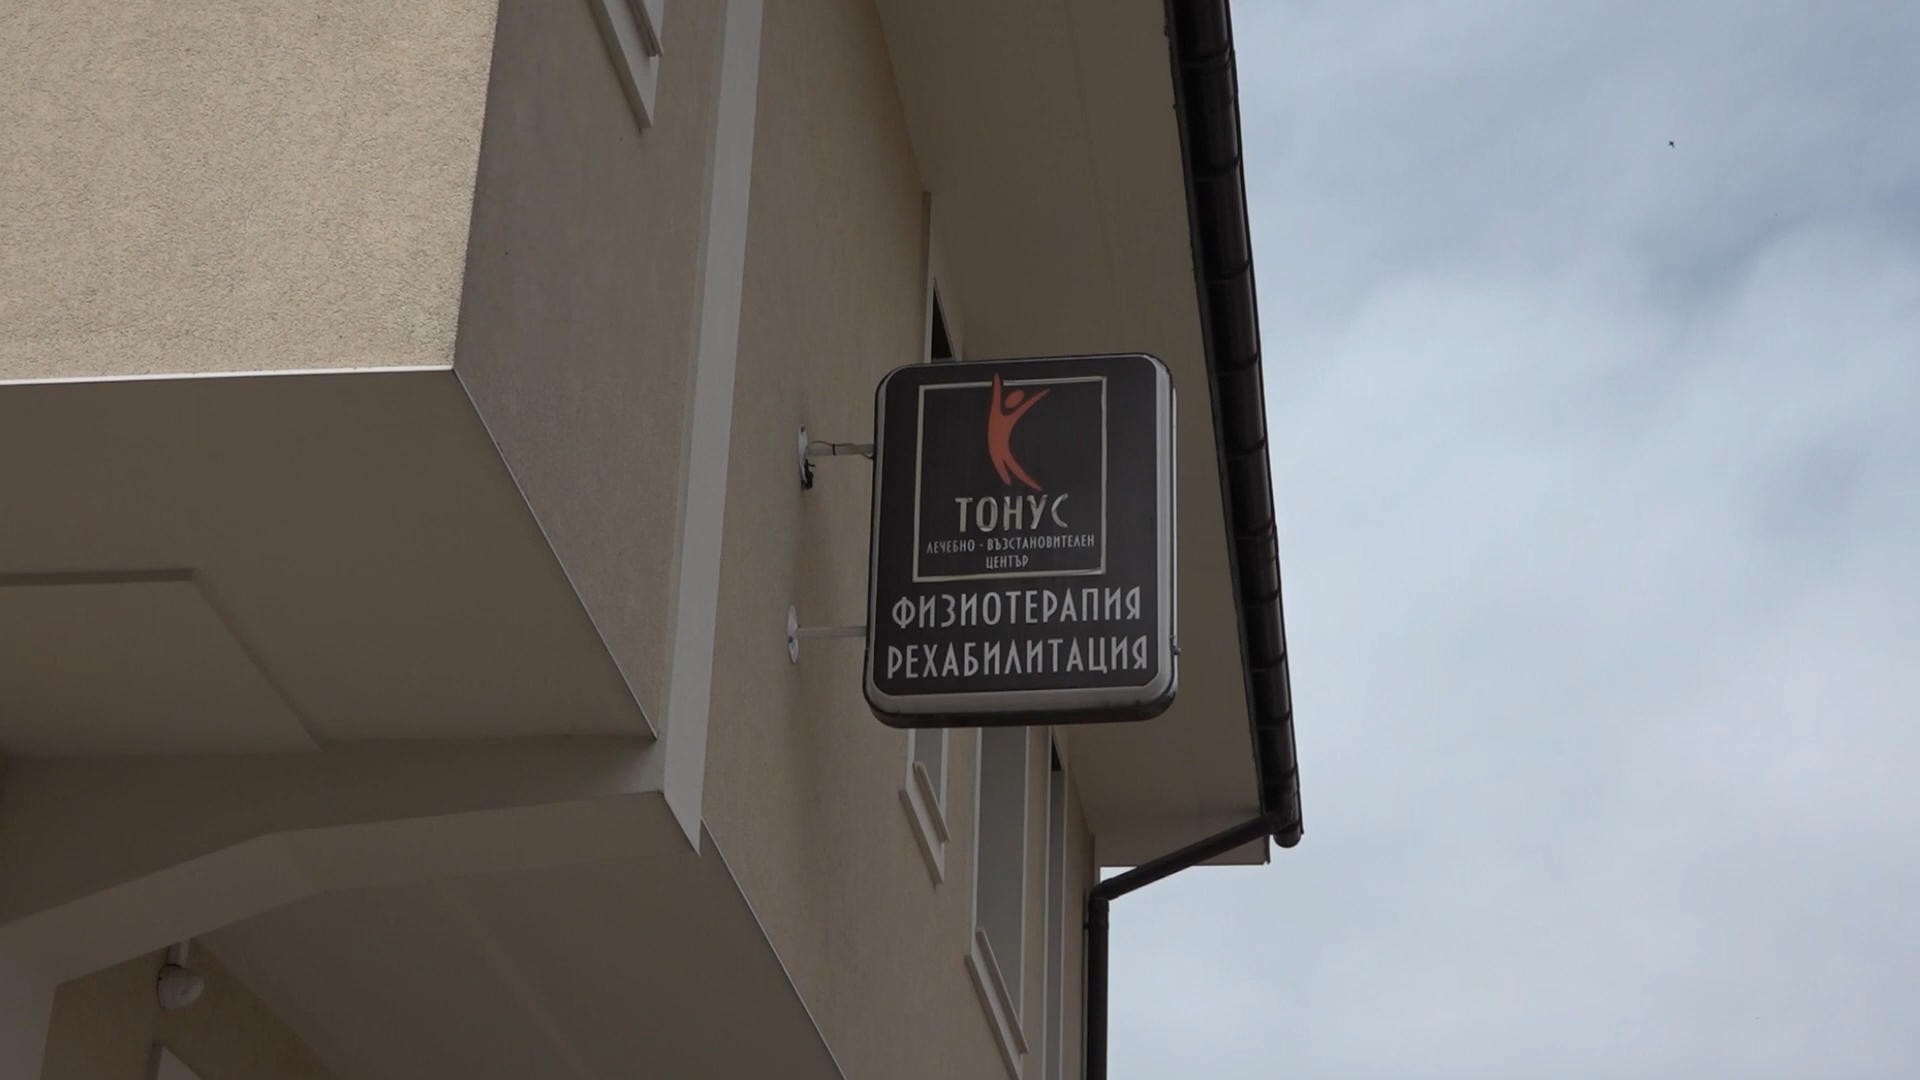 ТОНУС
ЛЕЧЕБНО - ВЪЗСТАНОВИТЕЛЕН
ЦЕНТЪР
ФИЗИОТЕРАПИЯ
РЕХАБИЛИТАЦИЯ